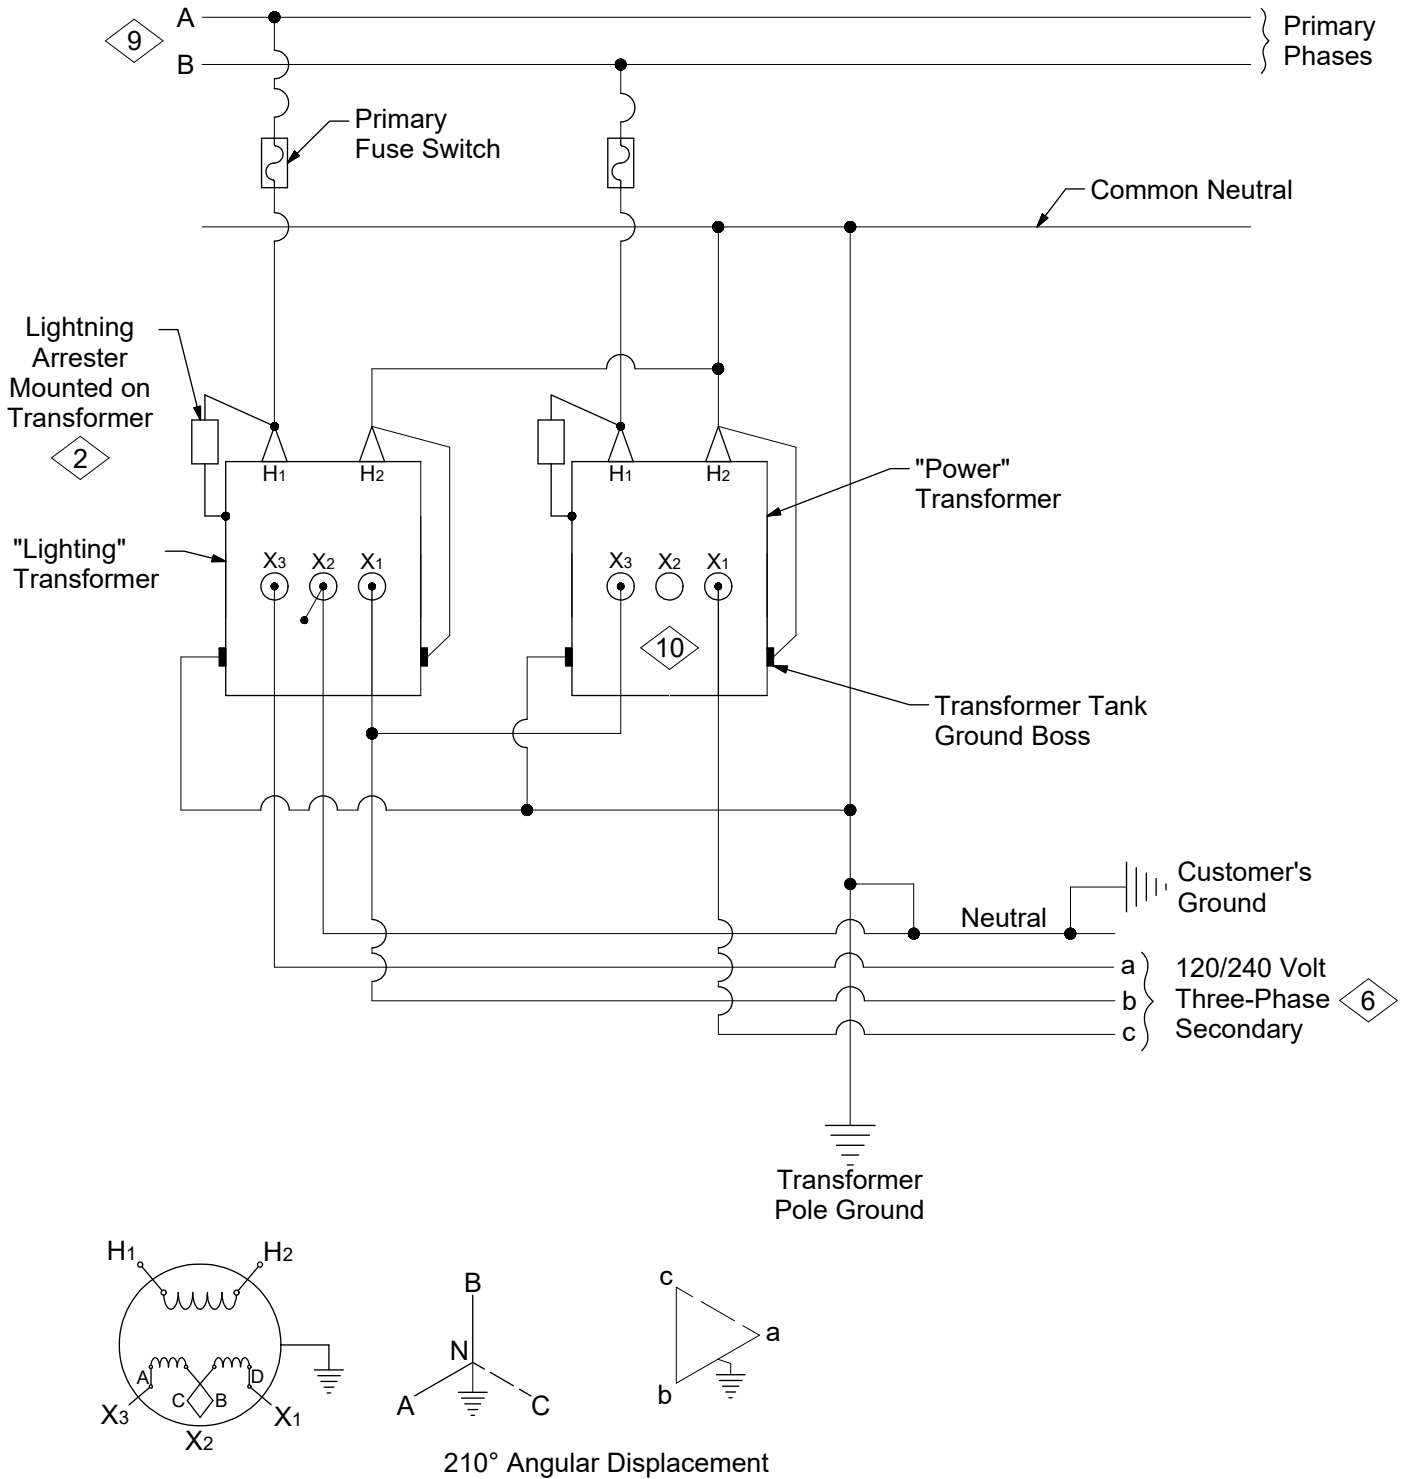 A
9
B
Primary
Phases
Primary
Fuse Switch
Common Neutral
Lightning
Arrester
Mounted on
Transformer
2
H1
H2
H1
H2
"Power"
Transformer
"Lighting"
Transformer
X3
X2
X1
X3
X2
X1
10
Transformer Tank
Ground Boss
Customer's
Ground
Neutral
a
b
c
120/240 Volt
Three-Phase
Secondary
6
Transformer
Pole Ground
H1
H2
A
D
C
B
X3
X1
X2
B
N
A
C
c
a
b
210° Angular Displacement